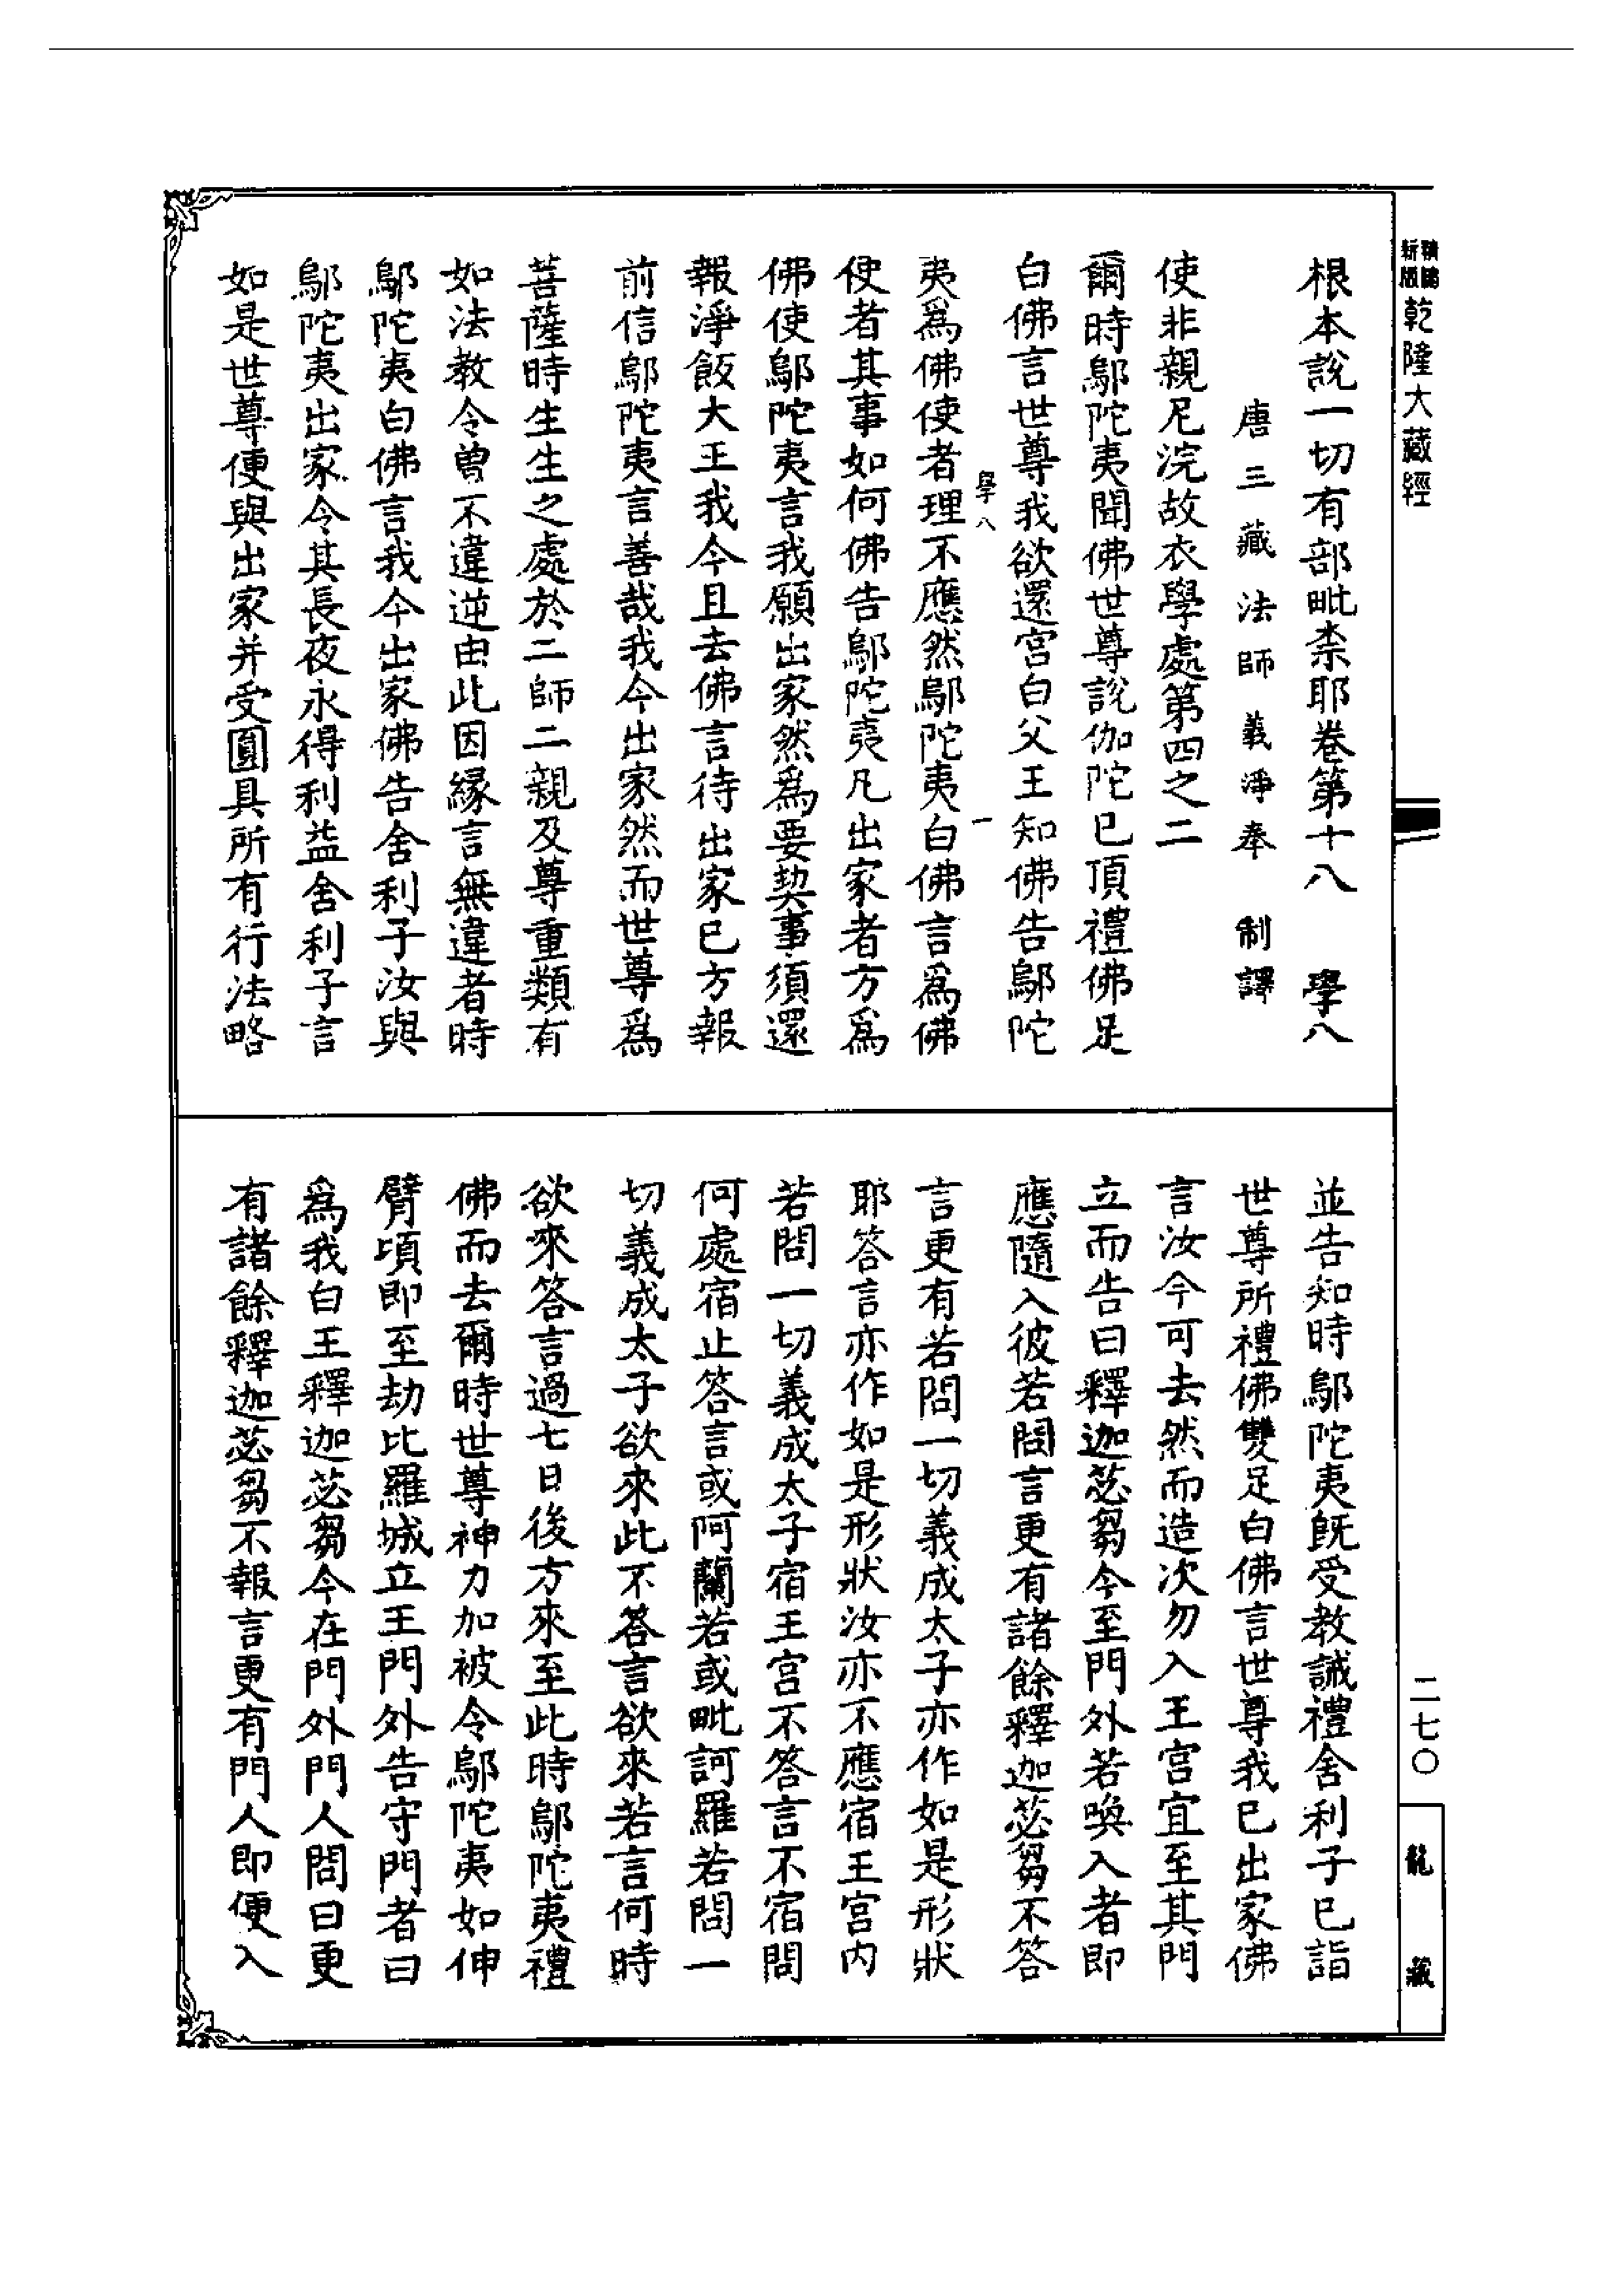 乾隆大藏經
根本說一切有部毗柰耶卷第十八 學八
唐三藏法師義淨奉 制譯
使非親尼浣故衣學處第四之二
爾時鄔陀夷聞佛世尊說伽陀已頂禮佛足
白佛言世尊我欲還宮白父王知佛告鄔陀
學八 一
夷爲佛使者理不應然鄔陀夷白佛言爲佛
使者其事如何佛告鄔陀夷凡出家者方爲
佛使鄔陀夷言我願出家然爲要契事須還
報淨飯大王我今且去佛言待出家已方報
前信鄔陀夷言善哉我今出家然而世尊爲
菩薩時生生之處於二師二親及尊重類有
如法教令曾不違逆由此因緣言無違者時
鄔陀夷白佛言我今出家佛告舍利子汝與
鄔陀夷出家令其長夜永得利益舍利子言
如是世尊便與出家并受圓具所有行法略
並告知時鄔陀夷旣受教誡禮舍利子已詣
世尊所禮佛雙足白佛言世尊我已出家佛
言汝今可去然而造次勿入王宮宜至其門
立而告曰釋迦苾芻今至門外若喚入者即
應隨入彼若問言更有諸餘釋迦苾芻不答
言更有若問一切義成太子亦作如是形狀
耶答言亦作如是形狀汝亦不應宿王宮內
若問一切義成太子宿王宮不答言不宿問
何處宿止答言或阿蘭若或毗訶羅若問一
切義成太子欲來此不答言欲來若言何時
欲來答言過七日後方來至此時鄔陀夷禮
佛而去爾時世尊神力加被令鄔陀夷如伸
臂頃即至劫比羅城立王門外告守門者曰
爲我白王釋迦苾芻今在門外門人問曰更
有諸餘釋迦苾芻不報言更有門人即便入
二七〇
龍藏